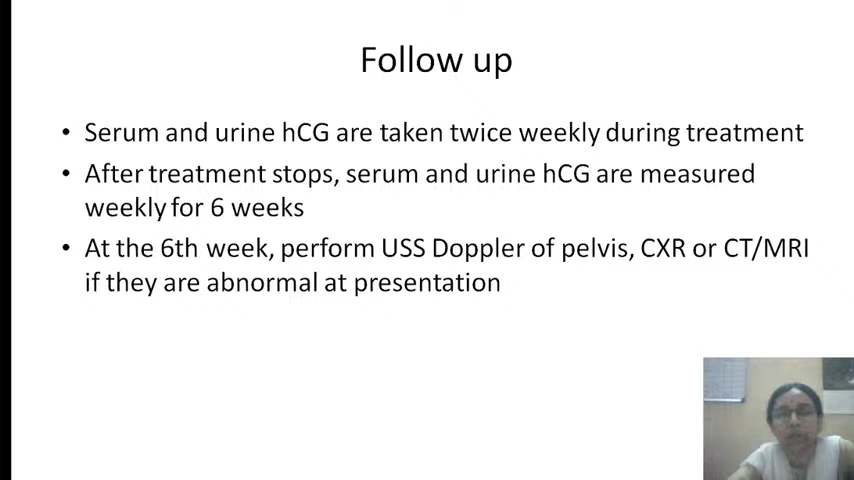 Follow up
• Serum and urine hCG are taken twice weekly during treatment
• After treatment stops, serum and urine hCG are measured
weekly for 6 weeks
• At the 6th week, perform USS Doppler of pelvis, CXR or CT/MRI
if they are abnormal at presentation